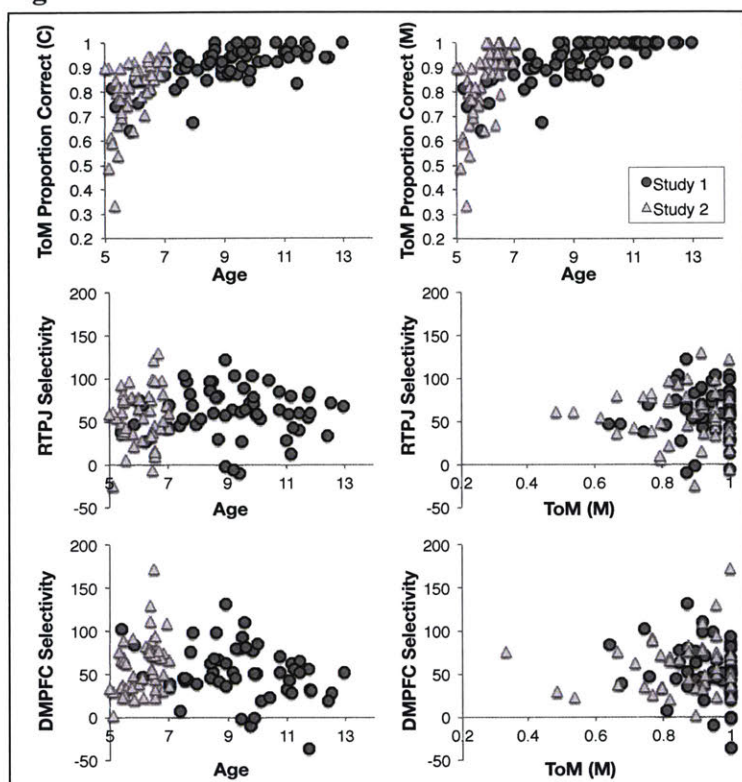 ToM Proportion Correct (C)
1
0.9
0.8
0.7
0.6
0.5
0.4
0.3
0.2
5 7 9 11 13
Age
ToM Proportion Correct (M)
1
0.9
0.8
0.7
0.6
0.5
0.4
0.3
0.2
5 7 9 11 13
Age
Study 1
Study 2
RTPJ Selectivity
200
150
100
50
0
-50
5 7 9 11 13
Age
RTPJ Selectivity
200
150
100
50
0
-50
0.2 0.4 0.6 0.8 1
ToM (M)
DMPFC Selectivity
200
150
100
50
0
-50
5 7 9 11 13
Age
DMPFC Selectivity
200
150
100
50
0
-50
0.2 0.4 0.6 0.8 1
ToM (M)